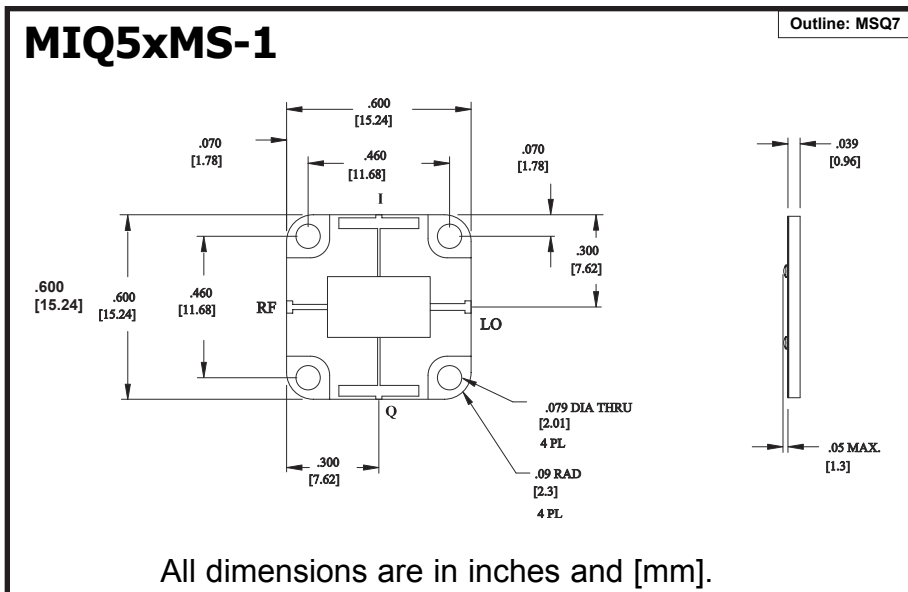 MIQ5xMS-1
Outline: MSQ7
.600
[15.24]
.070
[1.78]
.460
[11.68]
.070
[1.78]
.039
[0.96]
I
.300
[7.62]
.600
[15.24]
.600
[15.24]
.460
[11.68]
RF
LO
Q
.079 DIA THRU
[2.01]
4 PL
.300
[7.62]
.09 RAD
[2.3]
4 PL
.05 MAX.
[1.3]
All dimensions are in inches and [mm].